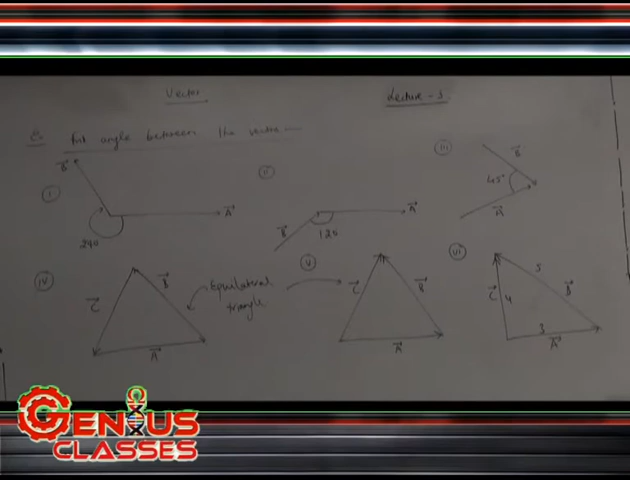 Vector
Lecture - 3
Ex. Find angle between the vectors
i
B
A
240
ii
B
A
120
iii
B
45°
A
iv
C
B
A
Equilateral
triangle
v
C
B
A
vi
C
4
5
B
3
A
GENIUS
CLASSES